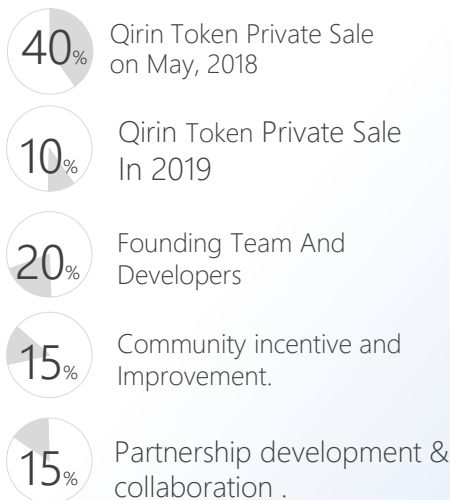 40%
Qirin Token Private Sale
on May, 2018
10%
Qirin Token Private Sale
In 2019
20%
Founding Team And
Developers
15%
Community incentive and
Improvement.
15%
Partnership development &
collaboration .